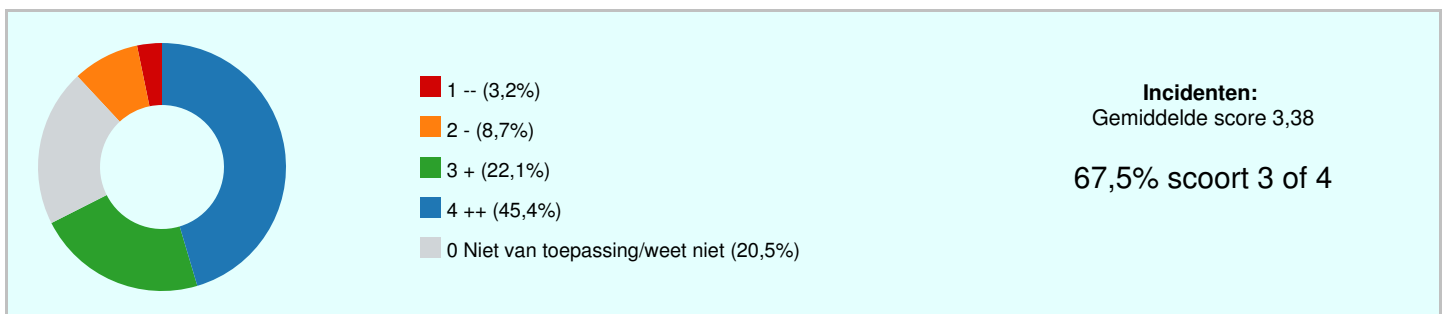 1 -- (3,2%)
2 - (8,7%)
3 + (22,1%)
4 ++ (45,4%)
0 Niet van toepassing/weet niet (20,5%)
Incidenten:
Gemiddelde score 3,38
67,5% scoort 3 of 4